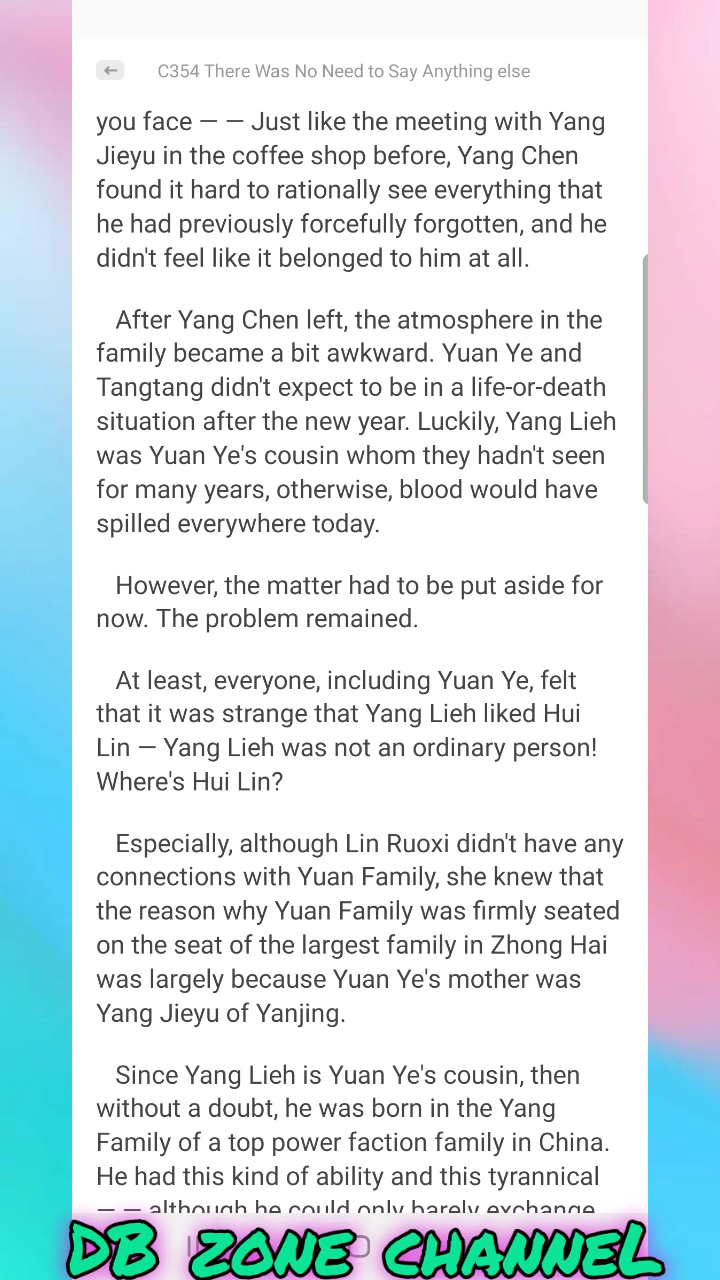 C354 There Was No Need to Say Anything else
you face — — Just like the meeting with Yang
Jieyu in the coffee shop before, Yang Chen
found it hard to rationally see everything that
he had previously forcefully forgotten, and he
didn't feel like it belonged to him at all.
After Yang Chen left, the atmosphere in the
family became a bit awkward. Yuan Ye and
Tangtang didn't expect to be in a life-or-death
situation after the new year. Luckily, Yang Lieh
was Yuan Ye's cousin whom they hadn't seen
for many years, otherwise, blood would have
spilled everywhere today.
However, the matter had to be put aside for
now. The problem remained.
At least, everyone, including Yuan Ye, felt
that it was strange that Yang Lieh liked Hui
Lin — Yang Lieh was not an ordinary person!
Where's Hui Lin?
Especially, although Lin Ruoxi didn't have any
connections with Yuan Family, she knew that
the reason why Yuan Family was firmly seated
on the seat of the largest family in Zhong Hai
was largely because Yuan Ye's mother was
Yang Jieyu of Yanjing.
Since Yang Lieh is Yuan Ye's cousin, then
without a doubt, he was born in the Yang
Family of a top power faction family in China.
He had this kind of ability and this tyrannical
— — although he could only barely exchange
DB ZONE CHANNEL